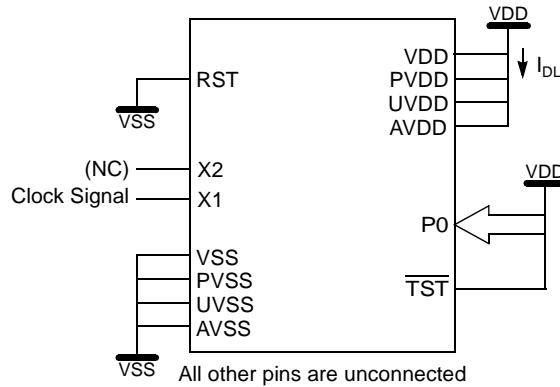 VDD
VDD
PVDD
UVDD
AVDD
I_DL
RST
VSS
(NC)
X2
Clock Signal
X1
VDD
P0
TST
VSS
PVSS
UVSS
AVSS
VSS
All other pins are unconnected